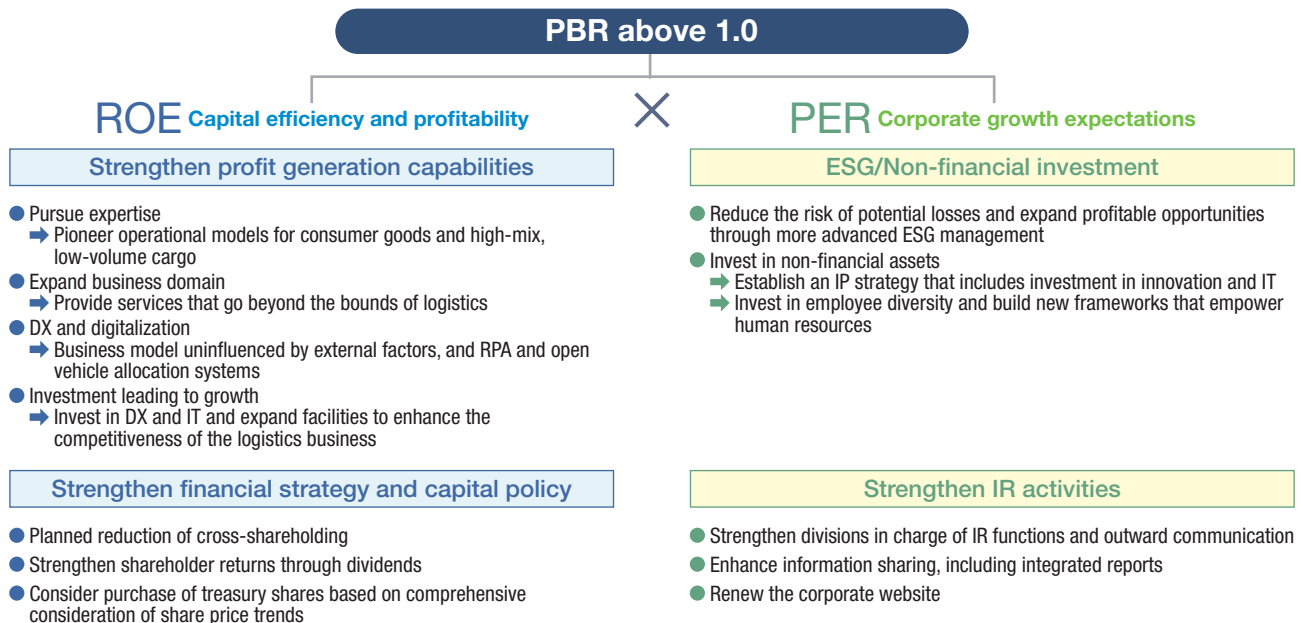 PBR above 1.0
ROE Capital efficiency and profitability
×
PER Corporate growth expectations
Strengthen profit generation capabilities
● Pursue expertise
➡ Pioneer operational models for consumer goods and high-mix,
low-volume cargo
● Expand business domain
➡ Provide services that go beyond the bounds of logistics
● DX and digitalization
➡ Business model uninfluenced by external factors, and RPA and open
vehicle allocation systems
● Investment leading to growth
➡ Invest in DX and IT and expand facilities to enhance the
competitiveness of the logistics business
Strengthen financial strategy and capital policy
● Planned reduction of cross-shareholding
● Strengthen shareholder returns through dividends
● Consider purchase of treasury shares based on comprehensive
consideration of share price trends
ESG/Non-financial investment
● Reduce the risk of potential losses and expand profitable opportunities
through more advanced ESG management
● Invest in non-financial assets
➡ Establish an IP strategy that includes investment in innovation and IT
➡ Invest in employee diversity and build new frameworks that empower
human resources
Strengthen IR activities
● Strengthen divisions in charge of IR functions and outward communication
● Enhance information sharing, including integrated reports
● Renew the corporate website